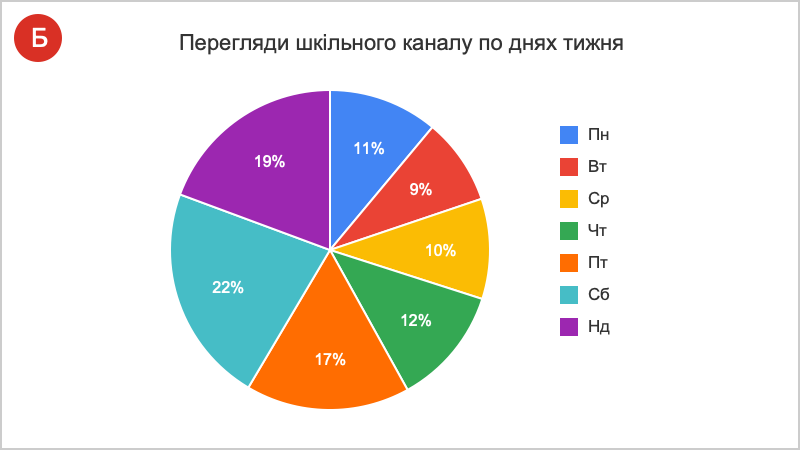 Б
Перегляди шкільного каналу по днях тижня
11%
9%
10%
12%
17%
22%
19%
Пн
Вт
Ср
Чт
Пт
Сб
Нд